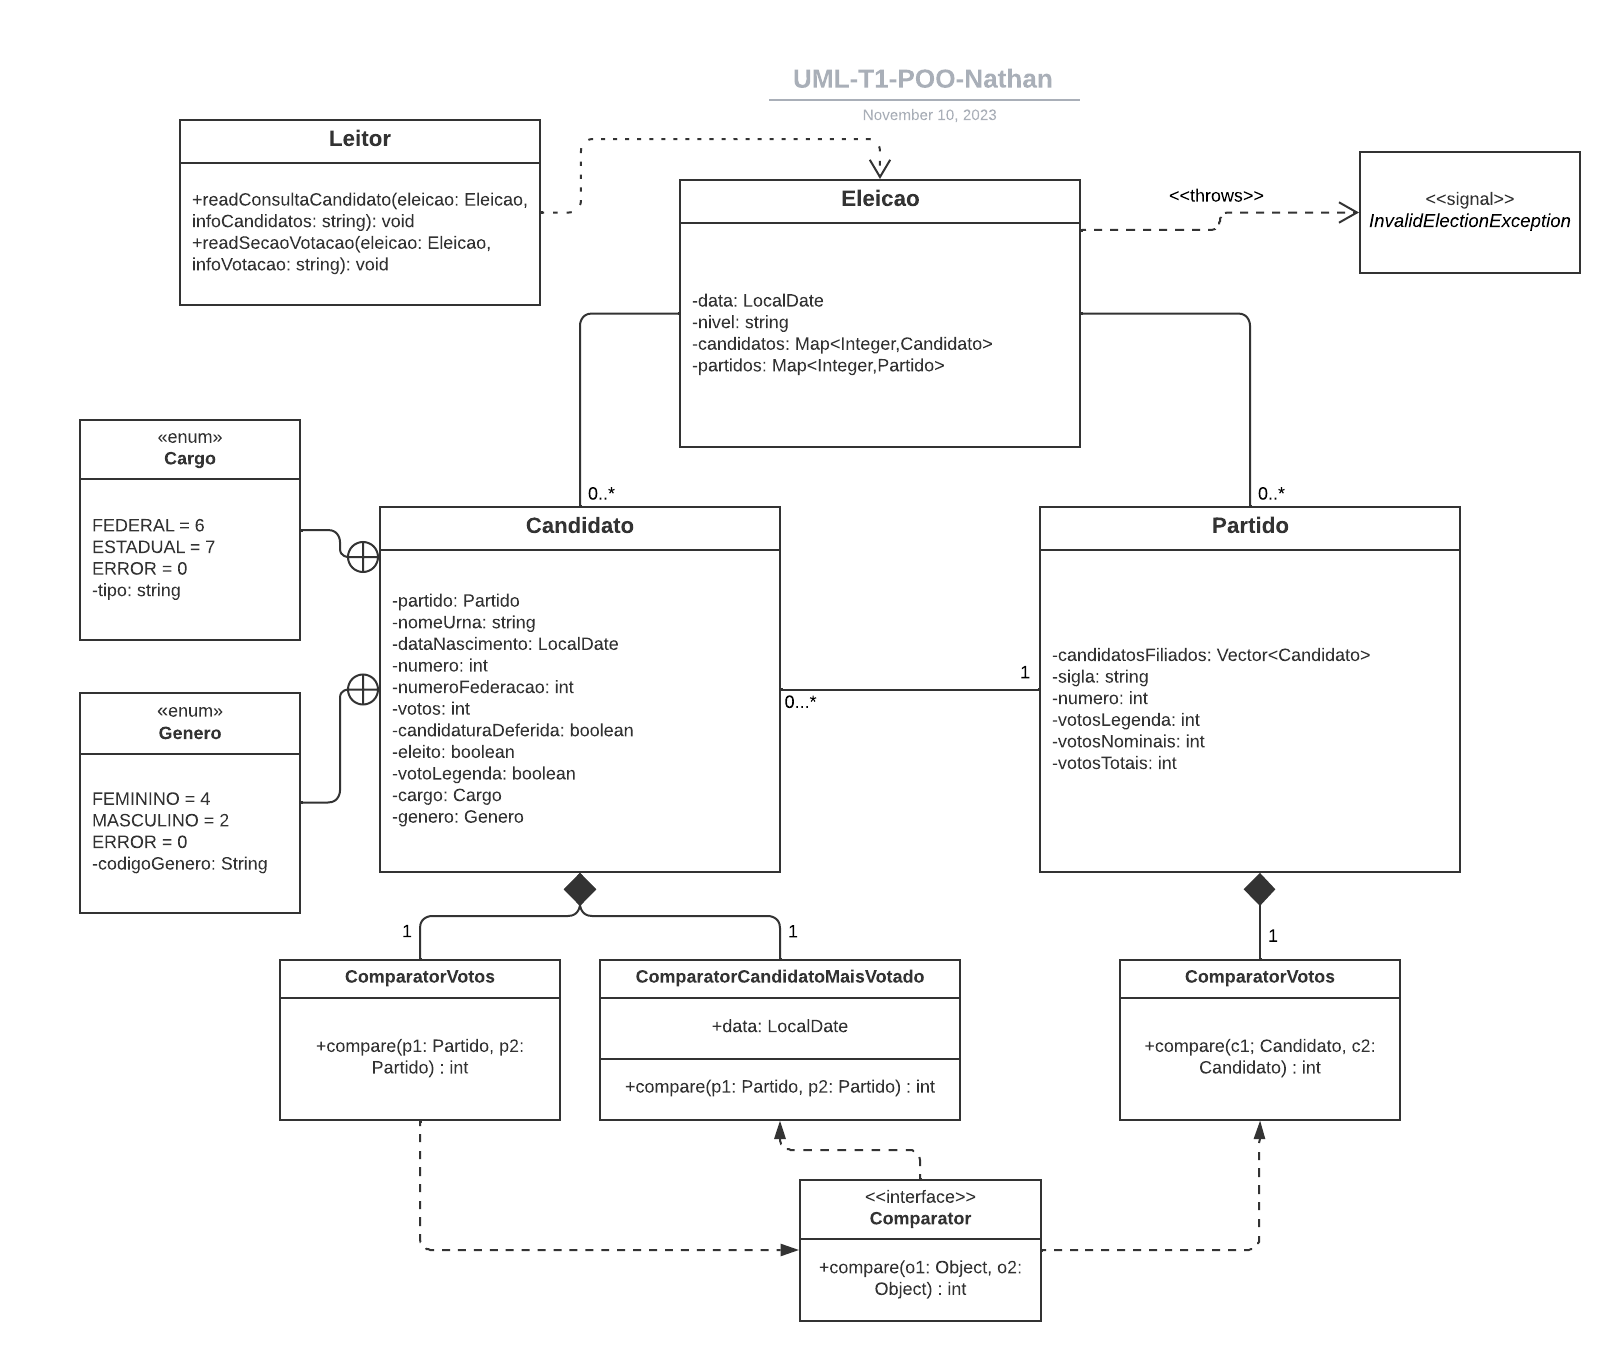 UML-T1-POO-Nathan
November 10, 2023
Leitor
+readConsultaCandidato(eleicao: Eleicao,
infoCandidatos: string): void
+readSecaoVotacao(eleicao: Eleicao,
infoVotacao: string): void
Eleicao
-data: LocalDate
-nivel: string
-candidatos: Map<Integer,Candidato>
-partidos: Map<Integer,Partido>
<<throws>>
<<signal>>
InvalidElectionException
«enum»
Cargo
FEDERAL = 6
ESTADUAL = 7
ERROR = 0
-tipo: string
«enum»
Genero
FEMININO = 4
MASCULINO = 2
ERROR = 0
-codigoGenero: String
0..*
Candidato
-partido: Partido
-nomeUrna: string
-dataNascimento: LocalDate
-numero: int
-numeroFederacao: int
-votos: int
-candidaturaDeferida: boolean
-eleito: boolean
-votoLegenda: boolean
-cargo: Cargo
-genero: Genero
0...*
1
0..*
Partido
-candidatosFiliados: Vector<Candidato>
-sigla: string
-numero: int
-votosLegenda: int
-votosNominais: int
-votosTotais: int
1
ComparatorVotos
+compare(p1: Partido, p2:
Partido) : int
1
ComparatorCandidatoMaisVotado
+data: LocalDate
+compare(p1: Partido, p2: Partido) : int
1
ComparatorVotos
+compare(c1; Candidato, c2:
Candidato) : int
<<interface>>
Comparator
+compare(o1: Object, o2:
Object) : int